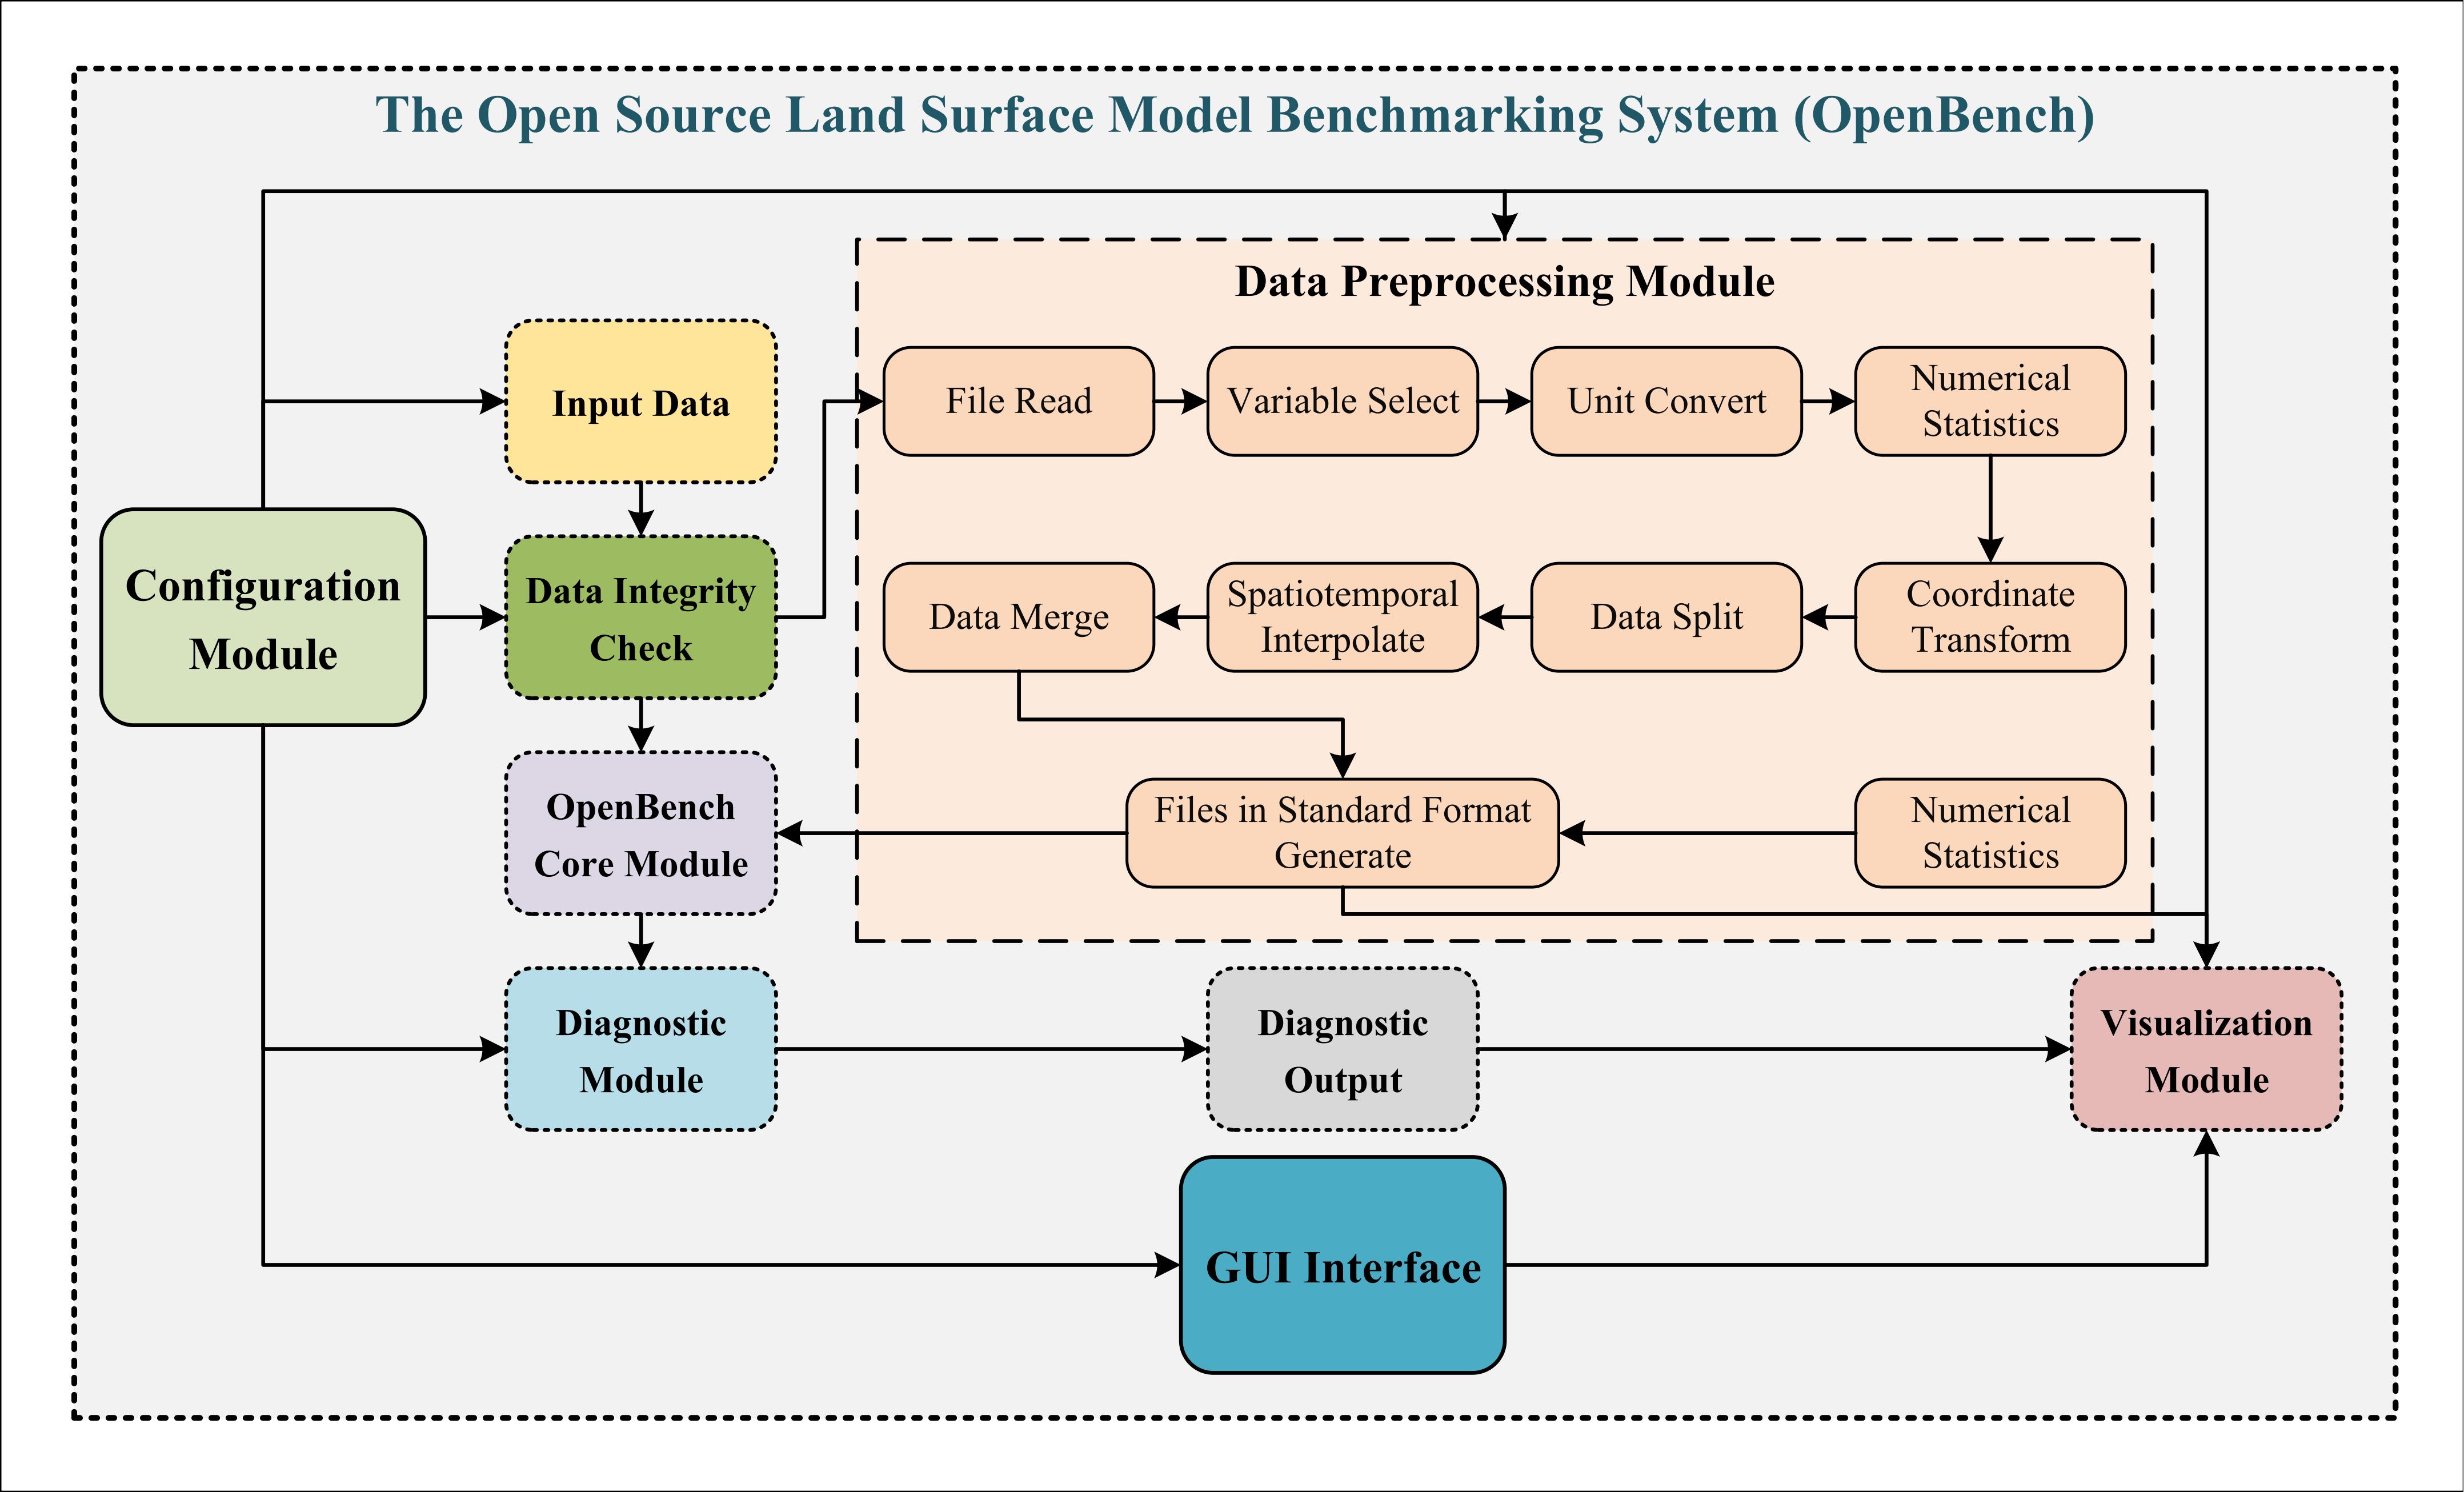 The Open Source Land Surface Model Benchmarking System (OpenBench)
Data Preprocessing Module
Input Data
File Read
Variable Select
Unit Convert
Numerical
Statistics
Configuration
Module
Data Integrity
Check
Data Merge
Spatiotemporal
Interpolate
Data Split
Coordinate
Transform
OpenBench
Core Module
Files in Standard Format
Generate
Numerical
Statistics
Diagnostic
Module
Diagnostic
Output
Visualization
Module
GUI Interface